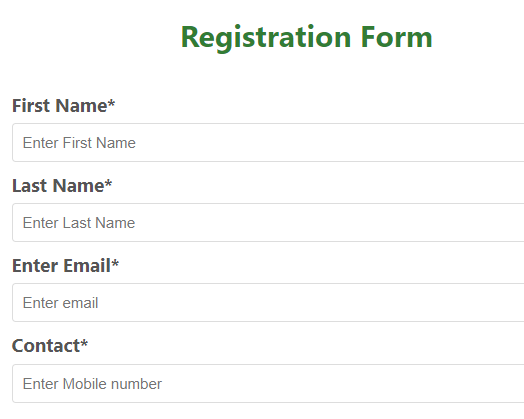 Registration Form
First Name*
Enter First Name
Last Name*
Enter Last Name
Enter Email*
Enter email
Contact*
Enter Mobile number